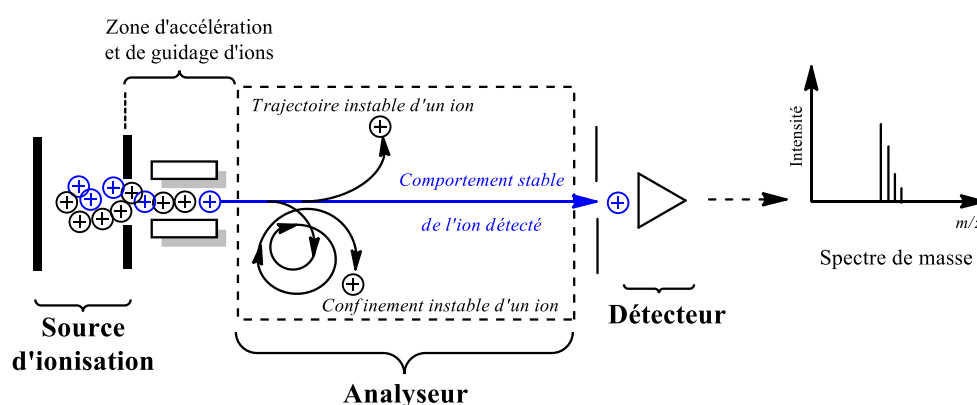 Zone d'accélération
et de guidage d'ions
Trajectoire instable d'un ion
Comportement stable
de l'ion détecté
Confinement instable d'un ion
Source
d'ionisation
Analyseur
Détecteur
Intensité
m/z
Spectre de masse